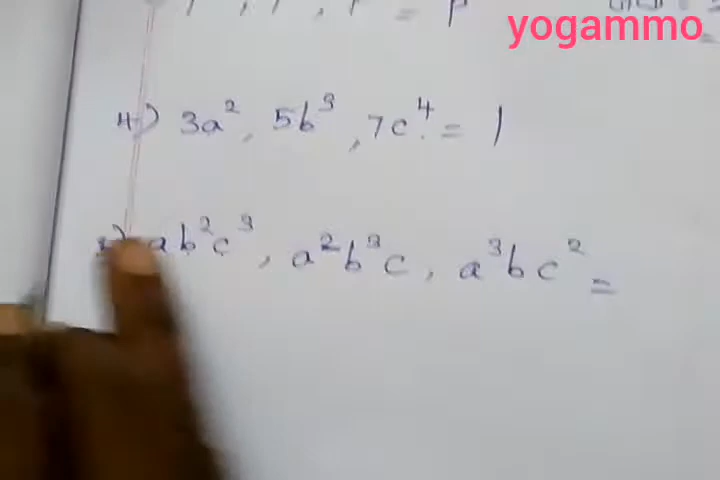 yogammo
4) 3a², 5b³, 7c⁴ = 1
ab²c³, a²b³c, a³bc² =